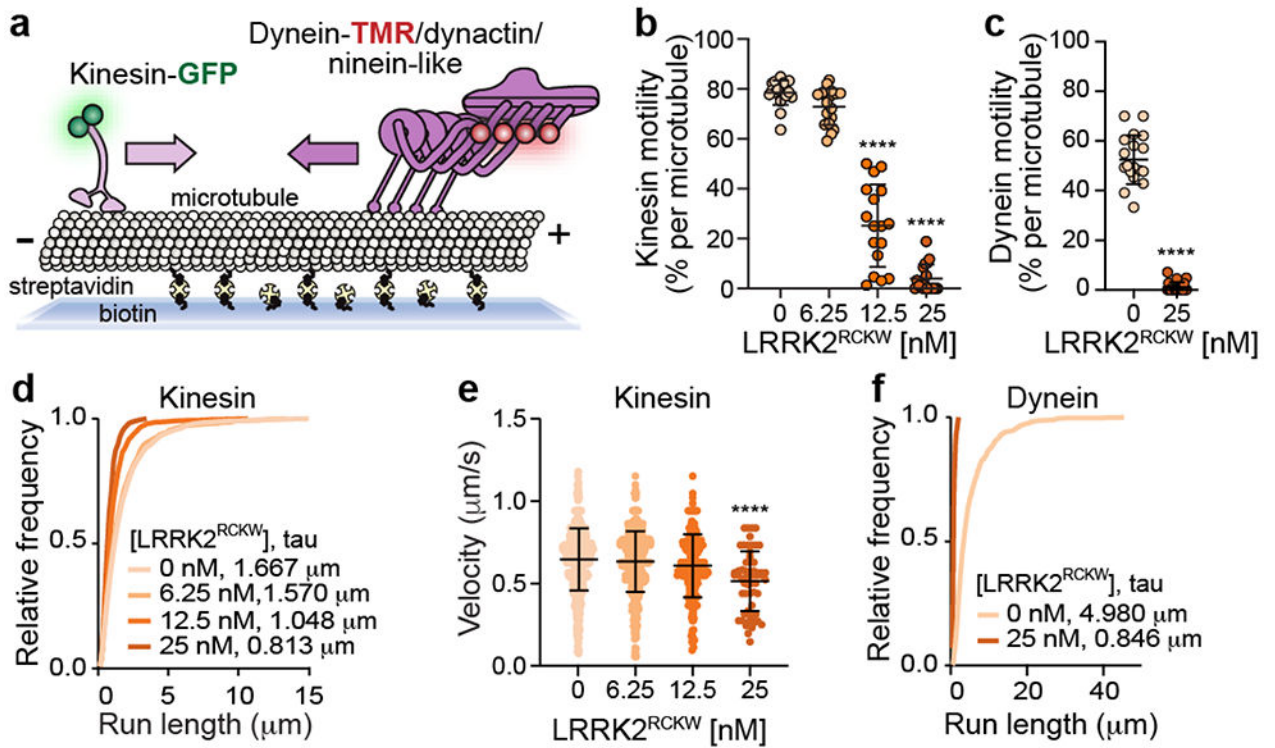 a
Kinesin-GFP
Dynein-TMR/dynactin/
ninein-like
microtubule
-
+
streptavidin
biotin
b
Kinesin motility
(% per microtubule)
100
80
60
40
20
0
****
****
0 6.25 12.5 25
LRRK2RCKW [nM]
c
Dynein motility
(% per microtubule)
100
80
60
40
20
0
****
0 25
LRRK2RCKW [nM]
d
Kinesin
Relative frequency
1.0
0.5
0.0
[LRRK2RCKW], tau
0 nM, 1.667 μm
6.25 nM,1.570 μm
12.5 nM, 1.048 μm
25 nM, 0.813 μm
0 5 10 15
Run length (μm)
e
Kinesin
Velocity (μm/s)
1.5
1.0
0.5
0.0
****
0 6.25 12.5 25
LRRK2RCKW [nM]
f
Dynein
Relative frequency
1.0
0.5
0.0
[LRRK2RCKW], tau
0 nM, 4.980 μm
25 nM, 0.846 μm
0 20 40
Run length (μm)